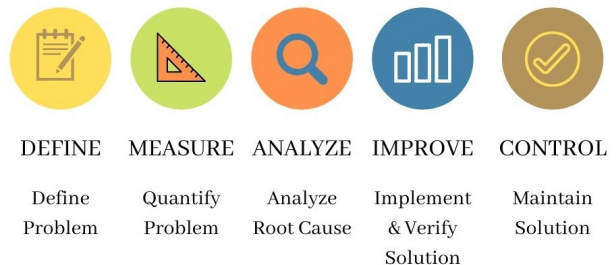 DEFINE MEASURE ANALYZE IMPROVE CONTROL
Define Quantify Analyze Implement Maintain
Problem Problem Root Cause & Verify Solution
Solution